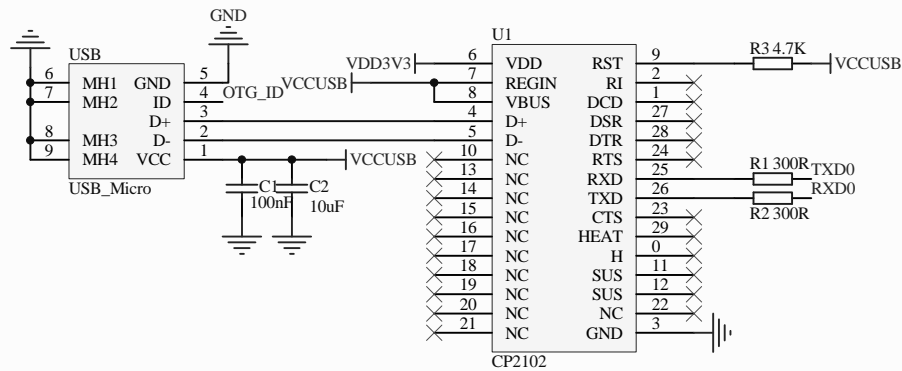 GND
USB
6 MH1 GND 5
7 MH2 ID 4 OTG_ID
D+ 3
8 MH3 D- 2
9 MH4 VCC 1
USB_Micro
VCCUSB
C1
100nF
C2
10uF
U1
VDD3V3 6 VDD RST 9 R3 4.7K VCCUSB
VCCUSB 7 REGIN RI 2
8 VBUS DCD 1
4 D+ DSR 27
5 D- DTR 28
10 NC RTS 24
13 NC RXD 25 R1 300R TXD0
14 NC TXD 26 R2 300R RXD0
15 NC CTS 23
16 NC HEAT 29
17 NC H 0
18 NC SUS 11
19 NC SUS 12
20 NC NC 22
21 NC GND 3
CP2102